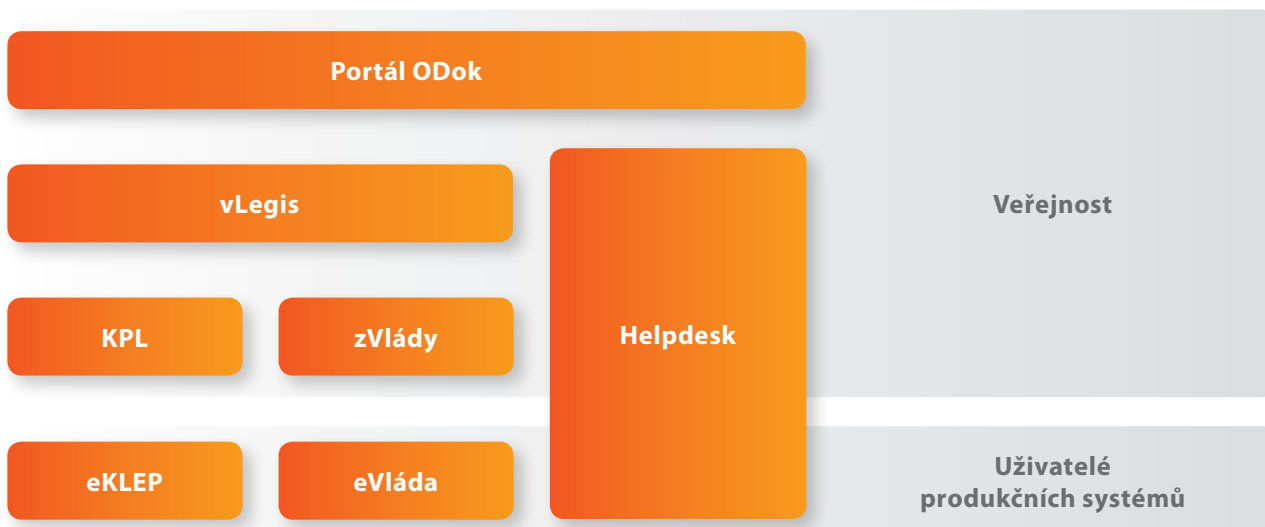 Portál ODok
vLegis
Veřejnost
KPL
zVlády
Helpdesk
eKLEP
eVláda
Uživatelé
produkčních systémů